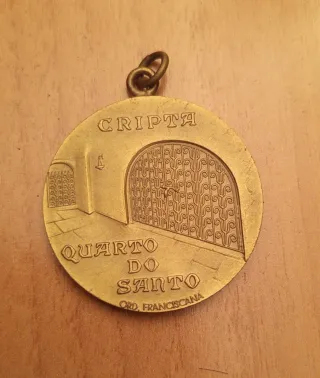 CRIPTA
QUARTO
DO
SANTO
ORD. FRANCISCANA